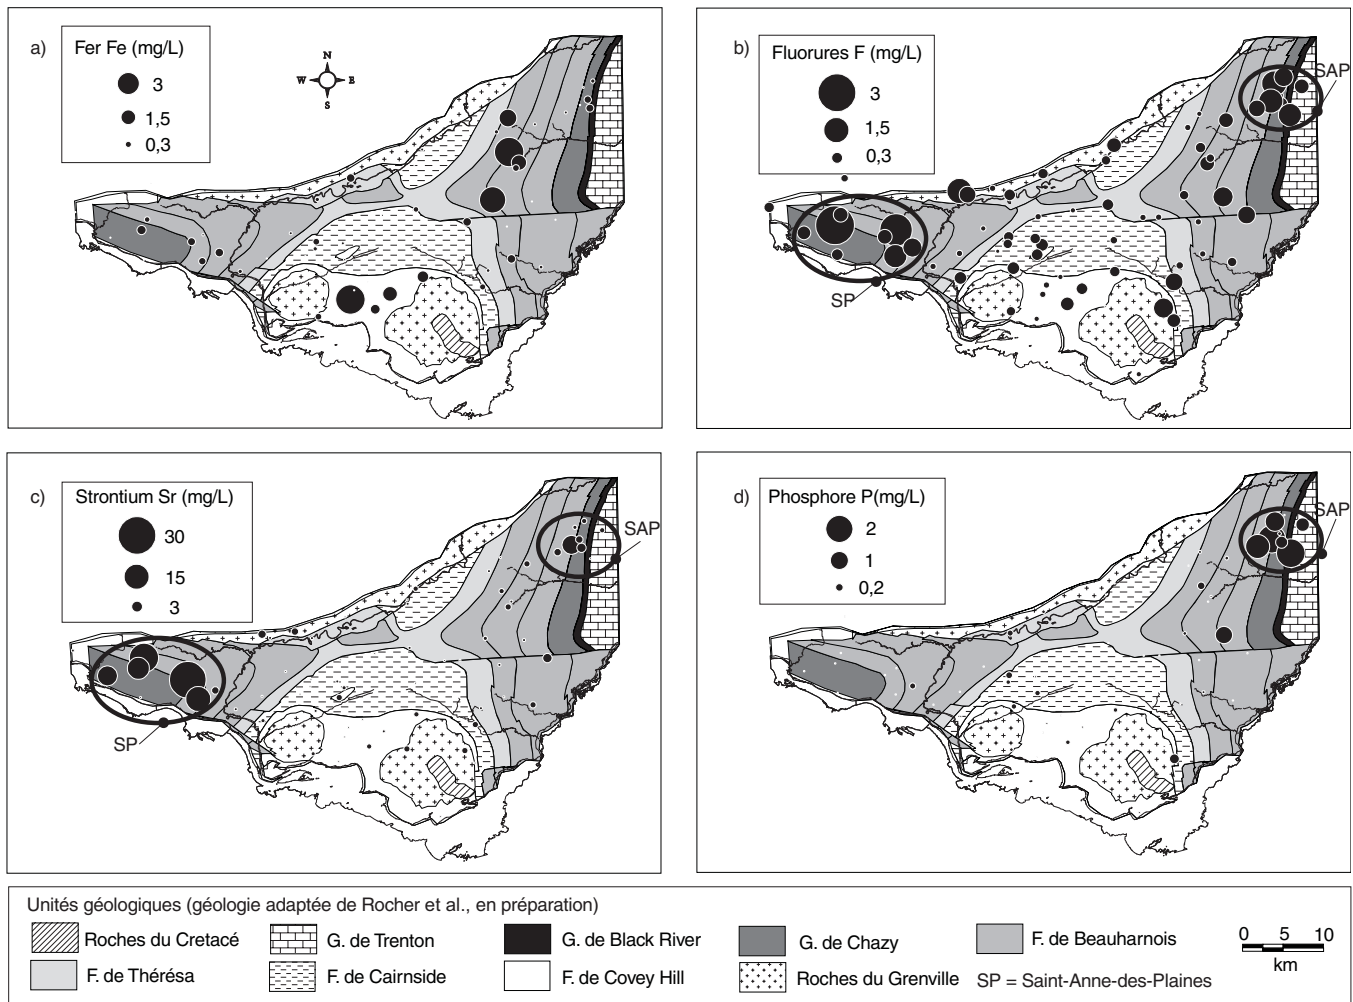 a)
Fer Fe (mg/L)
3
1,5
0,3
N
W E
S
b)
Fluorures F (mg/L)
3
1,5
0,3
SAP
SP
c)
Strontium Sr (mg/L)
30
15
3
SAP
SP
d)
Phosphore P(mg/L)
2
1
0,2
SAP
Unités géologiques (géologie adaptée de Rocher et al., en préparation)
Roches du Cretacé
G. de Trenton
G. de Black River
G. de Chazy
F. de Beauharnois
F. de Thérésa
F. de Cairnside
F. de Covey Hill
Roches du Grenville
SP = Saint-Anne-des-Plaines
0 5 10
km